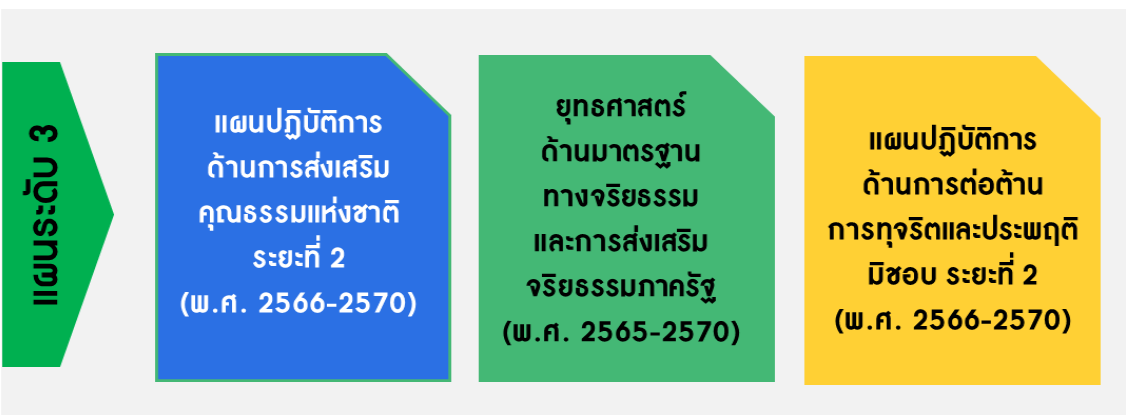 แผนระดับ 3
แผนปฏิบัติการ
ด้านการส่งเสริม
คุณธรรมแห่งชาติ
ระยะที่ 2
(พ.ศ. 2566-2570)
ยุทธศาสตร์
ด้านมาตรฐาน
ทางจริยธรรม
และการส่งเสริม
จริยธรรมภาครัฐ
(พ.ศ. 2565-2570)
แผนปฏิบัติการ
ด้านการต่อต้าน
การทุจริตและประพฤติ
มิชอบ ระยะที่ 2
(พ.ศ. 2566-2570)